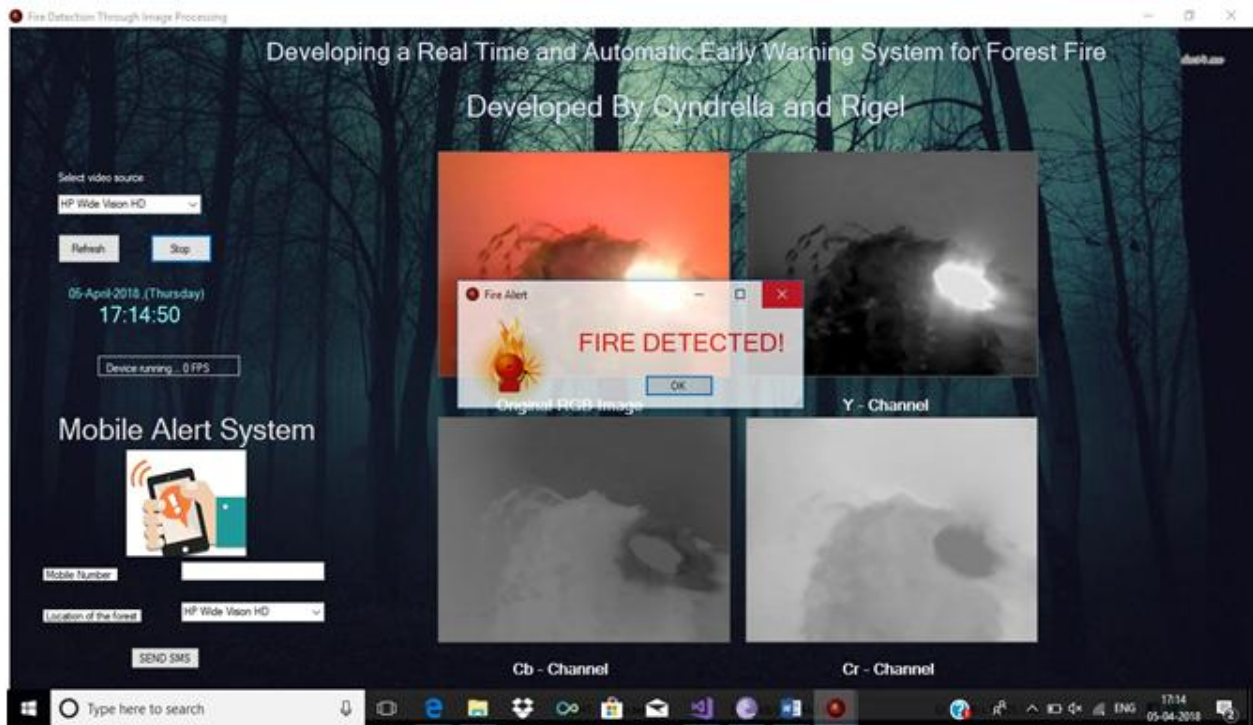 Fire Detection Through Image Processing
Developing a Real Time and Automatic Early Warning System for Forest Fire
Developed By Cyndrella and Rigel
Select video source
HP Wide Vision HD
Refresh
Stop
05-April-2018 ,(Thursday)
17:14:50
Device running... 0 FPS
Fire Alert
FIRE DETECTED!
OK
Original RGB Image
Y - Channel
Mobile Alert System
Mobile Number
Location of the forest
HP Wide Vision HD
SEND SMS
Cb - Channel
Cr - Channel
Type here to search
ENG
17:14
05-04-2018
2